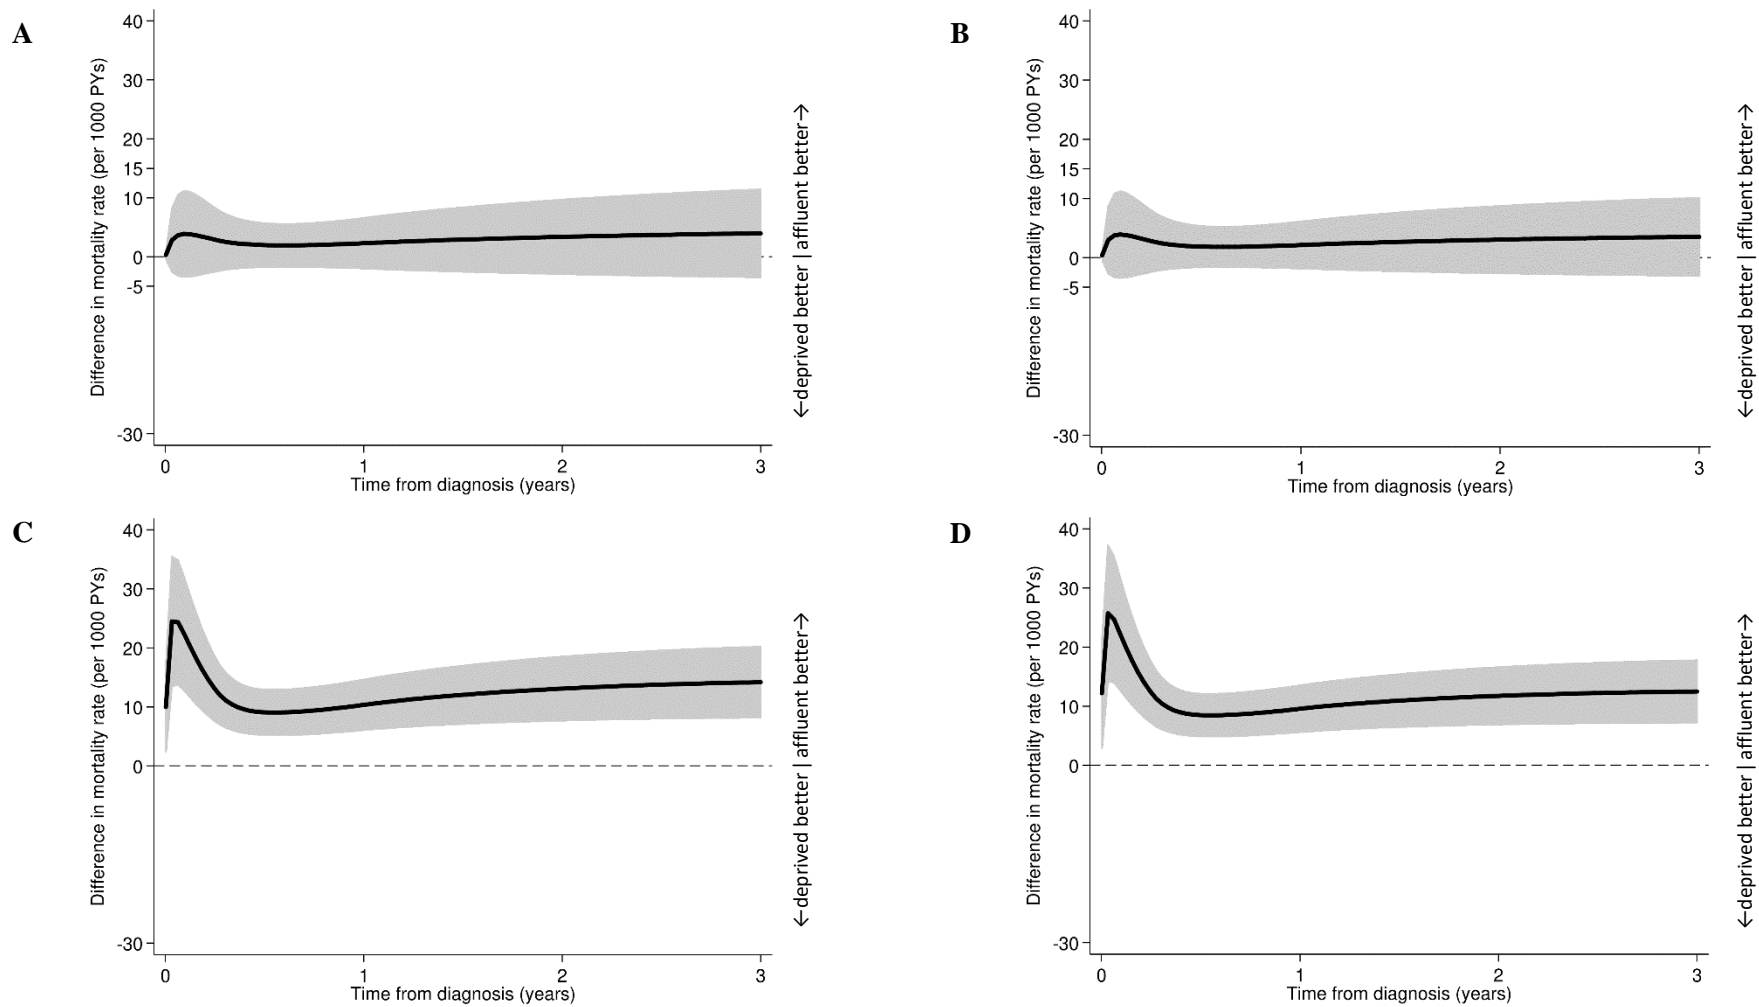 A
Difference in mortality rate (per 1000 PYs)
40
30
20
15
10
0
-5
-30
0 1 2 3
Time from diagnosis (years)
←deprived better | affluent better→
B
Difference in mortality rate (per 1000 PYs)
40
30
20
15
10
0
-5
-30
0 1 2 3
Time from diagnosis (years)
←deprived better | affluent better→
C
Difference in mortality rate (per 1000 PYs)
40
30
20
10
0
-30
0 1 2 3
Time from diagnosis (years)
←deprived better | affluent better→
D
Difference in mortality rate (per 1000 PYs)
40
30
20
10
0
-30
0 1 2 3
Time from diagnosis (years)
←deprived better | affluent better→